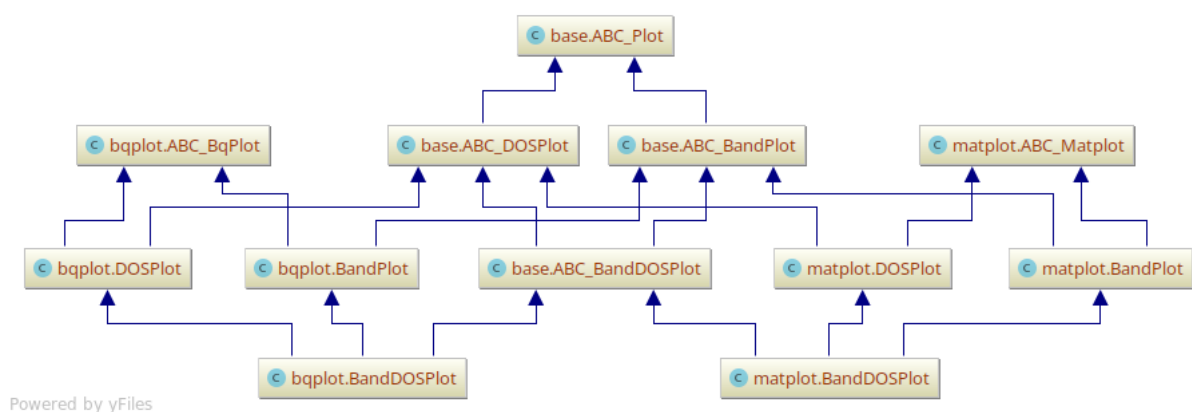 C base.ABC_Plot
C bqplot.ABC_BqPlot
C base.ABC_DOSPlot
C base.ABC_BandPlot
C matplot.ABC_Matplot
C bqplot.DOSPlot
C bqplot.BandPlot
C base.ABC_BandDOSPlot
C matplot.DOSPlot
C matplot.BandPlot
C bqplot.BandDOSPlot
C matplot.BandDOSPlot
Powered by yFiles